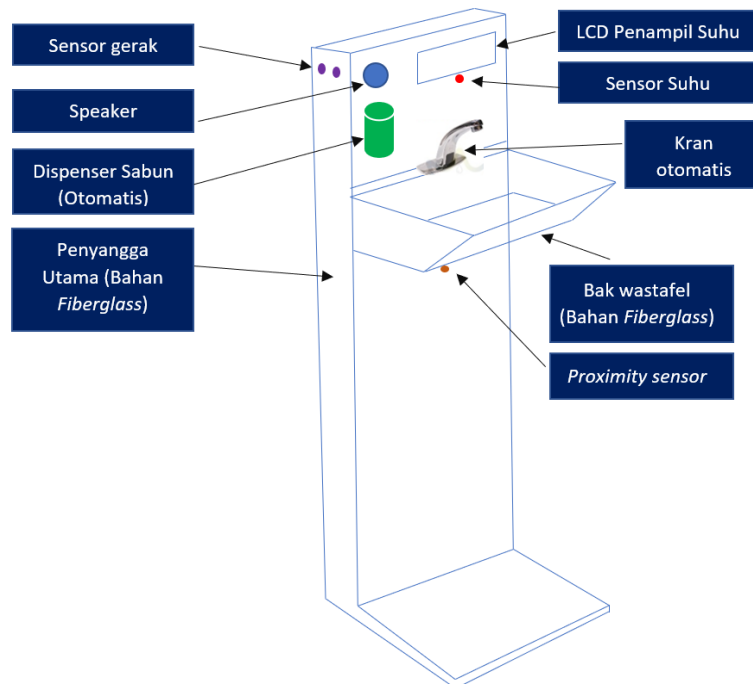 Sensor gerak
Speaker
Dispenser Sabun
(Otomatis)
Penyangga
Utama (Bahan
Fiberglass)
LCD Penampil Suhu
Sensor Suhu
Kran
otomatis
Bak wastafel
(Bahan Fiberglass)
Proximity sensor